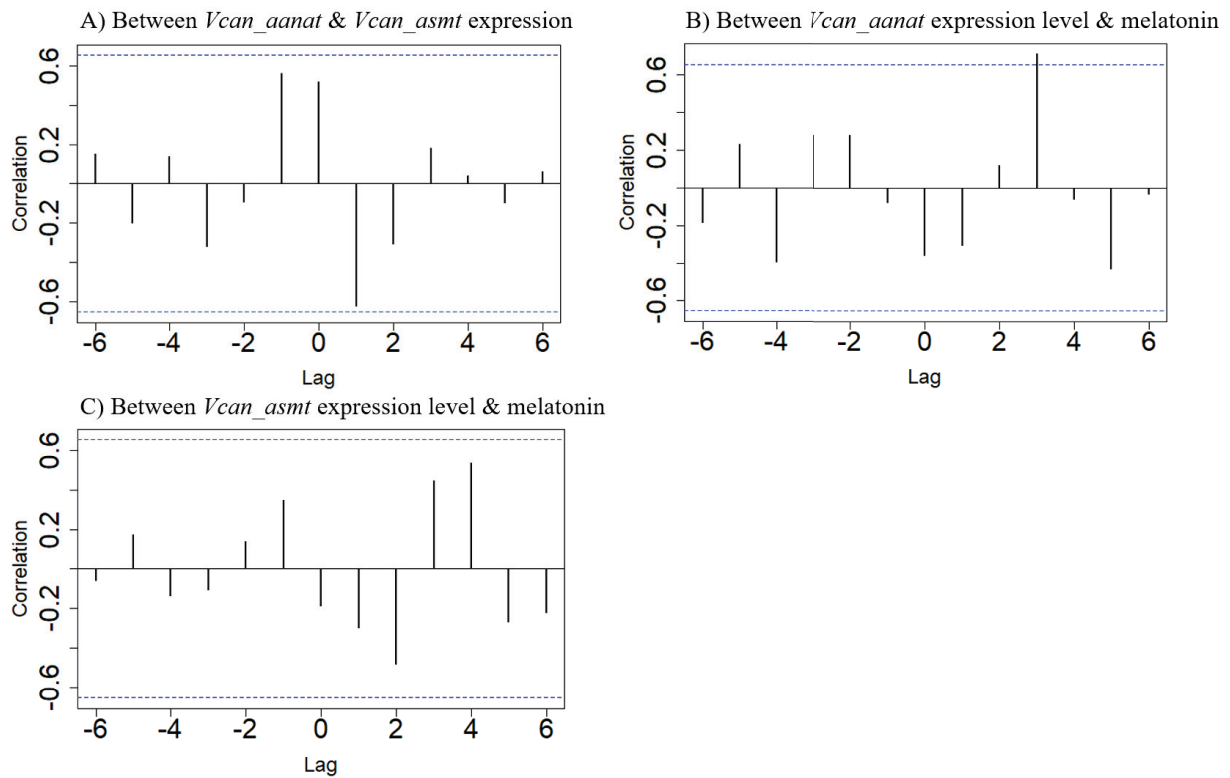 A) Between Vcan_aanat & Vcan_asmt expression
0.6
0.2
-0.2
-0.6
Correlation
-6 -4 -2 0 2 4 6
Lag
B) Between Vcan_aanat expression level & melatonin
0.6
0.2
-0.2
-0.6
Correlation
-6 -4 -2 0 2 4 6
Lag
C) Between Vcan_asmt expression level & melatonin
0.6
0.2
-0.2
-0.6
Correlation
-6 -4 -2 0 2 4 6
Lag